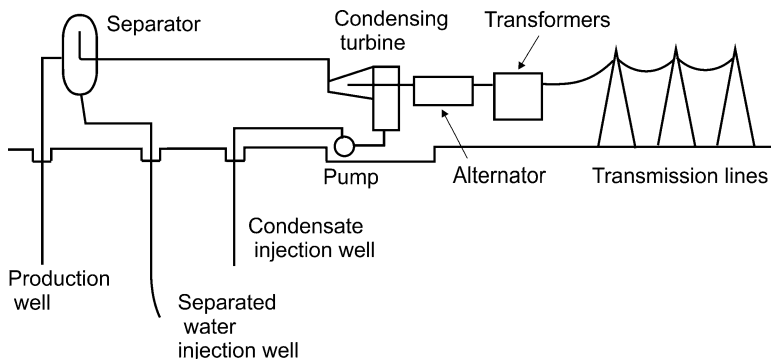 Separator
Condensing
turbine
Transformers
Pump
Alternator
Transmission lines
Condensate
injection well
Production
well
Separated
water
injection well